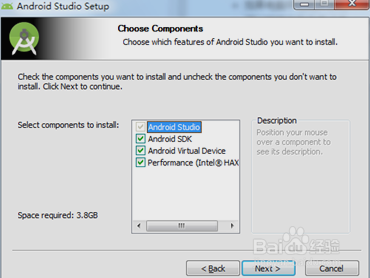 Android Studio Setup
Choose Components
Choose which features of Android Studio you want to install.
Check the components you want to install and uncheck the components you don't want to
install. Click Next to continue.
Select components to install:
Android Studio
Android SDK
Android Virtual Device
Performance (Intel® HAX
Description
Position your mouse
over a component to
see its description.
Space required: 3.8GB
< Back
Next >
Cancel
Baidu 经验